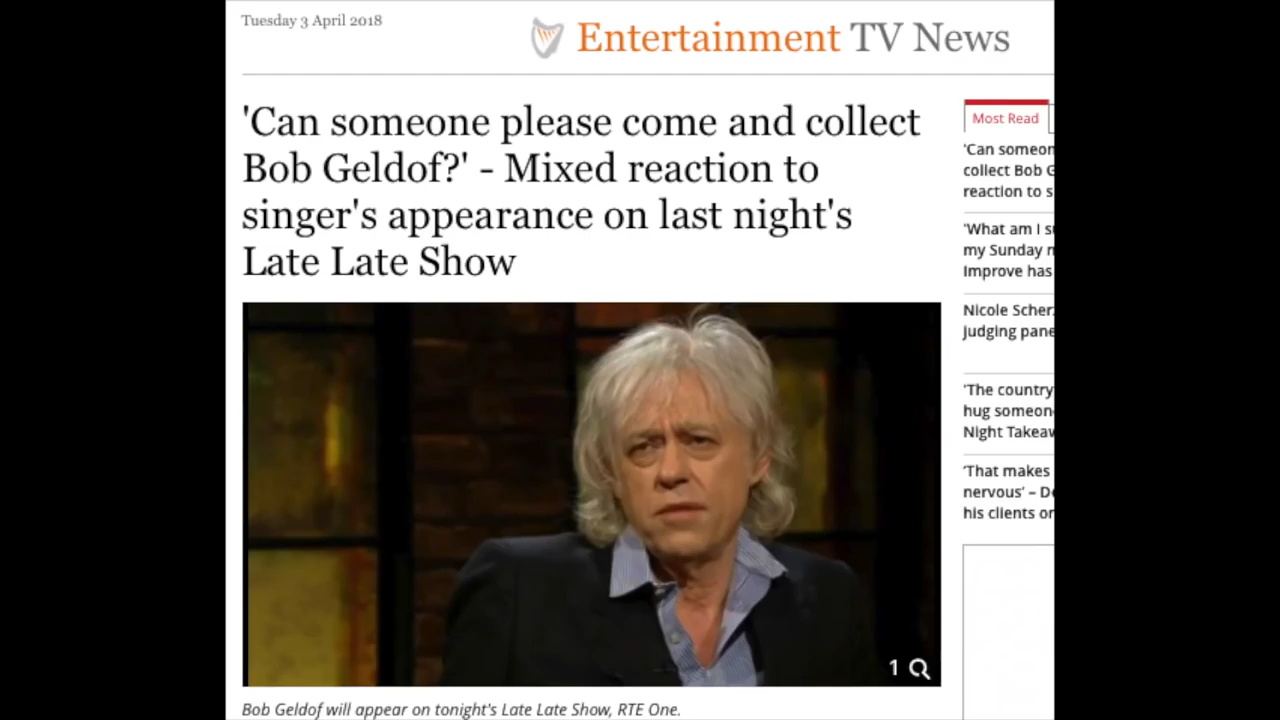 Tuesday 3 April 2018
Entertainment TV News
'Can someone please come and collect
Bob Geldof?' - Mixed reaction to
singer's appearance on last night's
Late Late Show
1
Bob Geldof will appear on tonight's Late Late Show, RTE One.
Most Read
'Can someon
collect Bob G
reaction to s
'What am I s
my Sunday n
Improve has
Nicole Scher
judging pane
'The country
hug someon
Night Takeav
'That makes
nervous' – D
his clients or